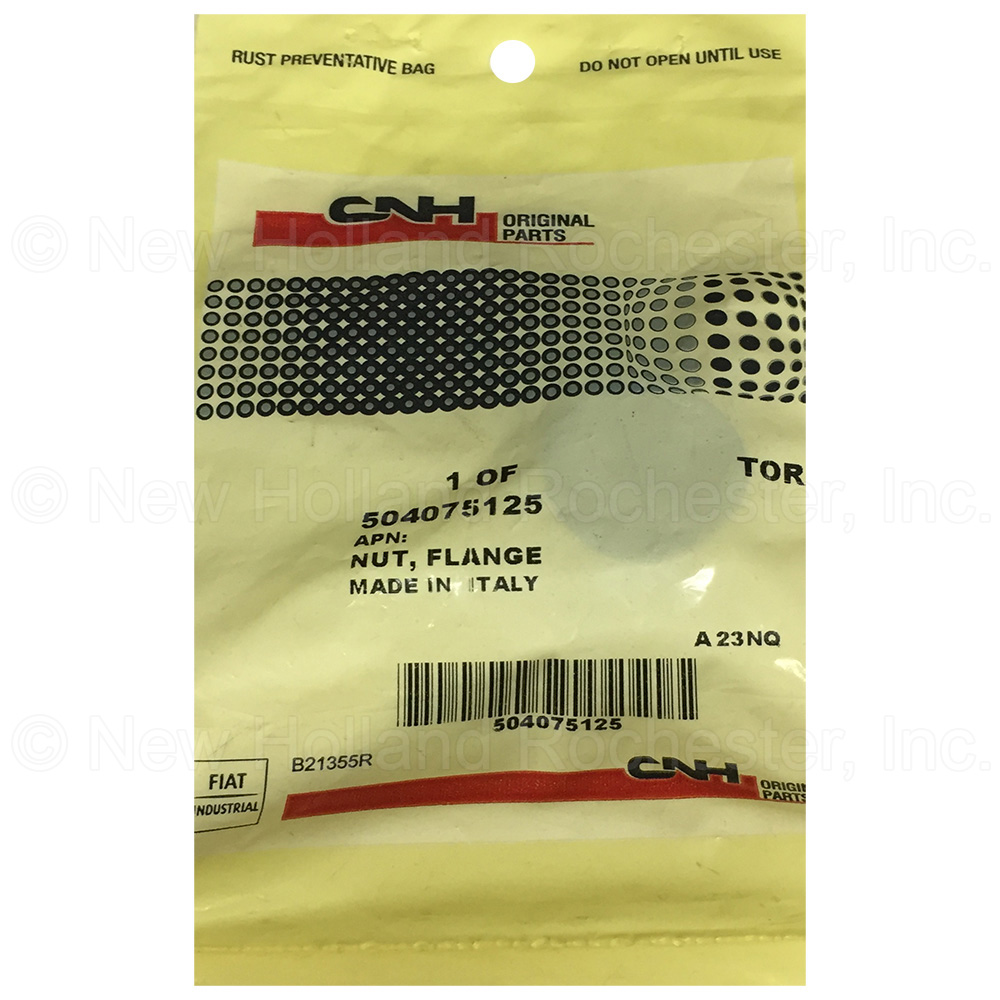 RUST PREVENTATIVE BAG
DO NOT OPEN UNTIL USE
CNH ORIGINAL PARTS
© New Holland Rochester, Inc.
1 OF
TOR
504075125
APN:
NUT, FLANGE
MADE IN ITALY
© New Holland Rochester, Inc.
A23NQ
504075125
© New Holland Rochester, Inc.
B21355R
FIAT
INDUSTRIAL
CNH ORIGIN
PARTS